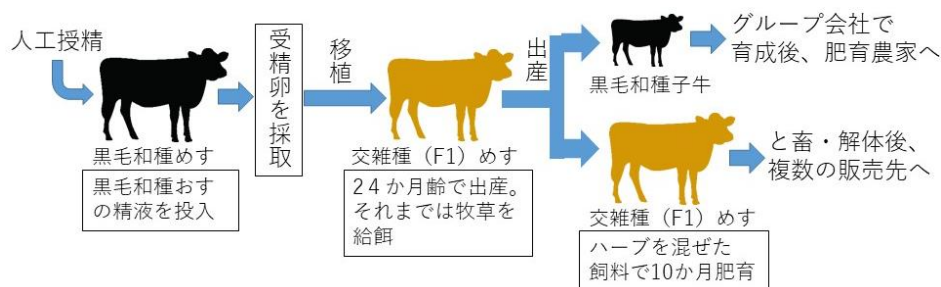 人工授精
黒毛和種めす
黒毛和種おす
の精液を投入
受精卵を採取
移植
交雑種（F1）めす
24か月齢で出産。
それまでは牧草を
給餌
出産
黒毛和種子牛
グループ会社で
育成後、肥育農家へ
交雑種（F1）めす
ハーブを混ぜた
飼料で10か月肥育
と畜・解体後、
複数の販売先へ